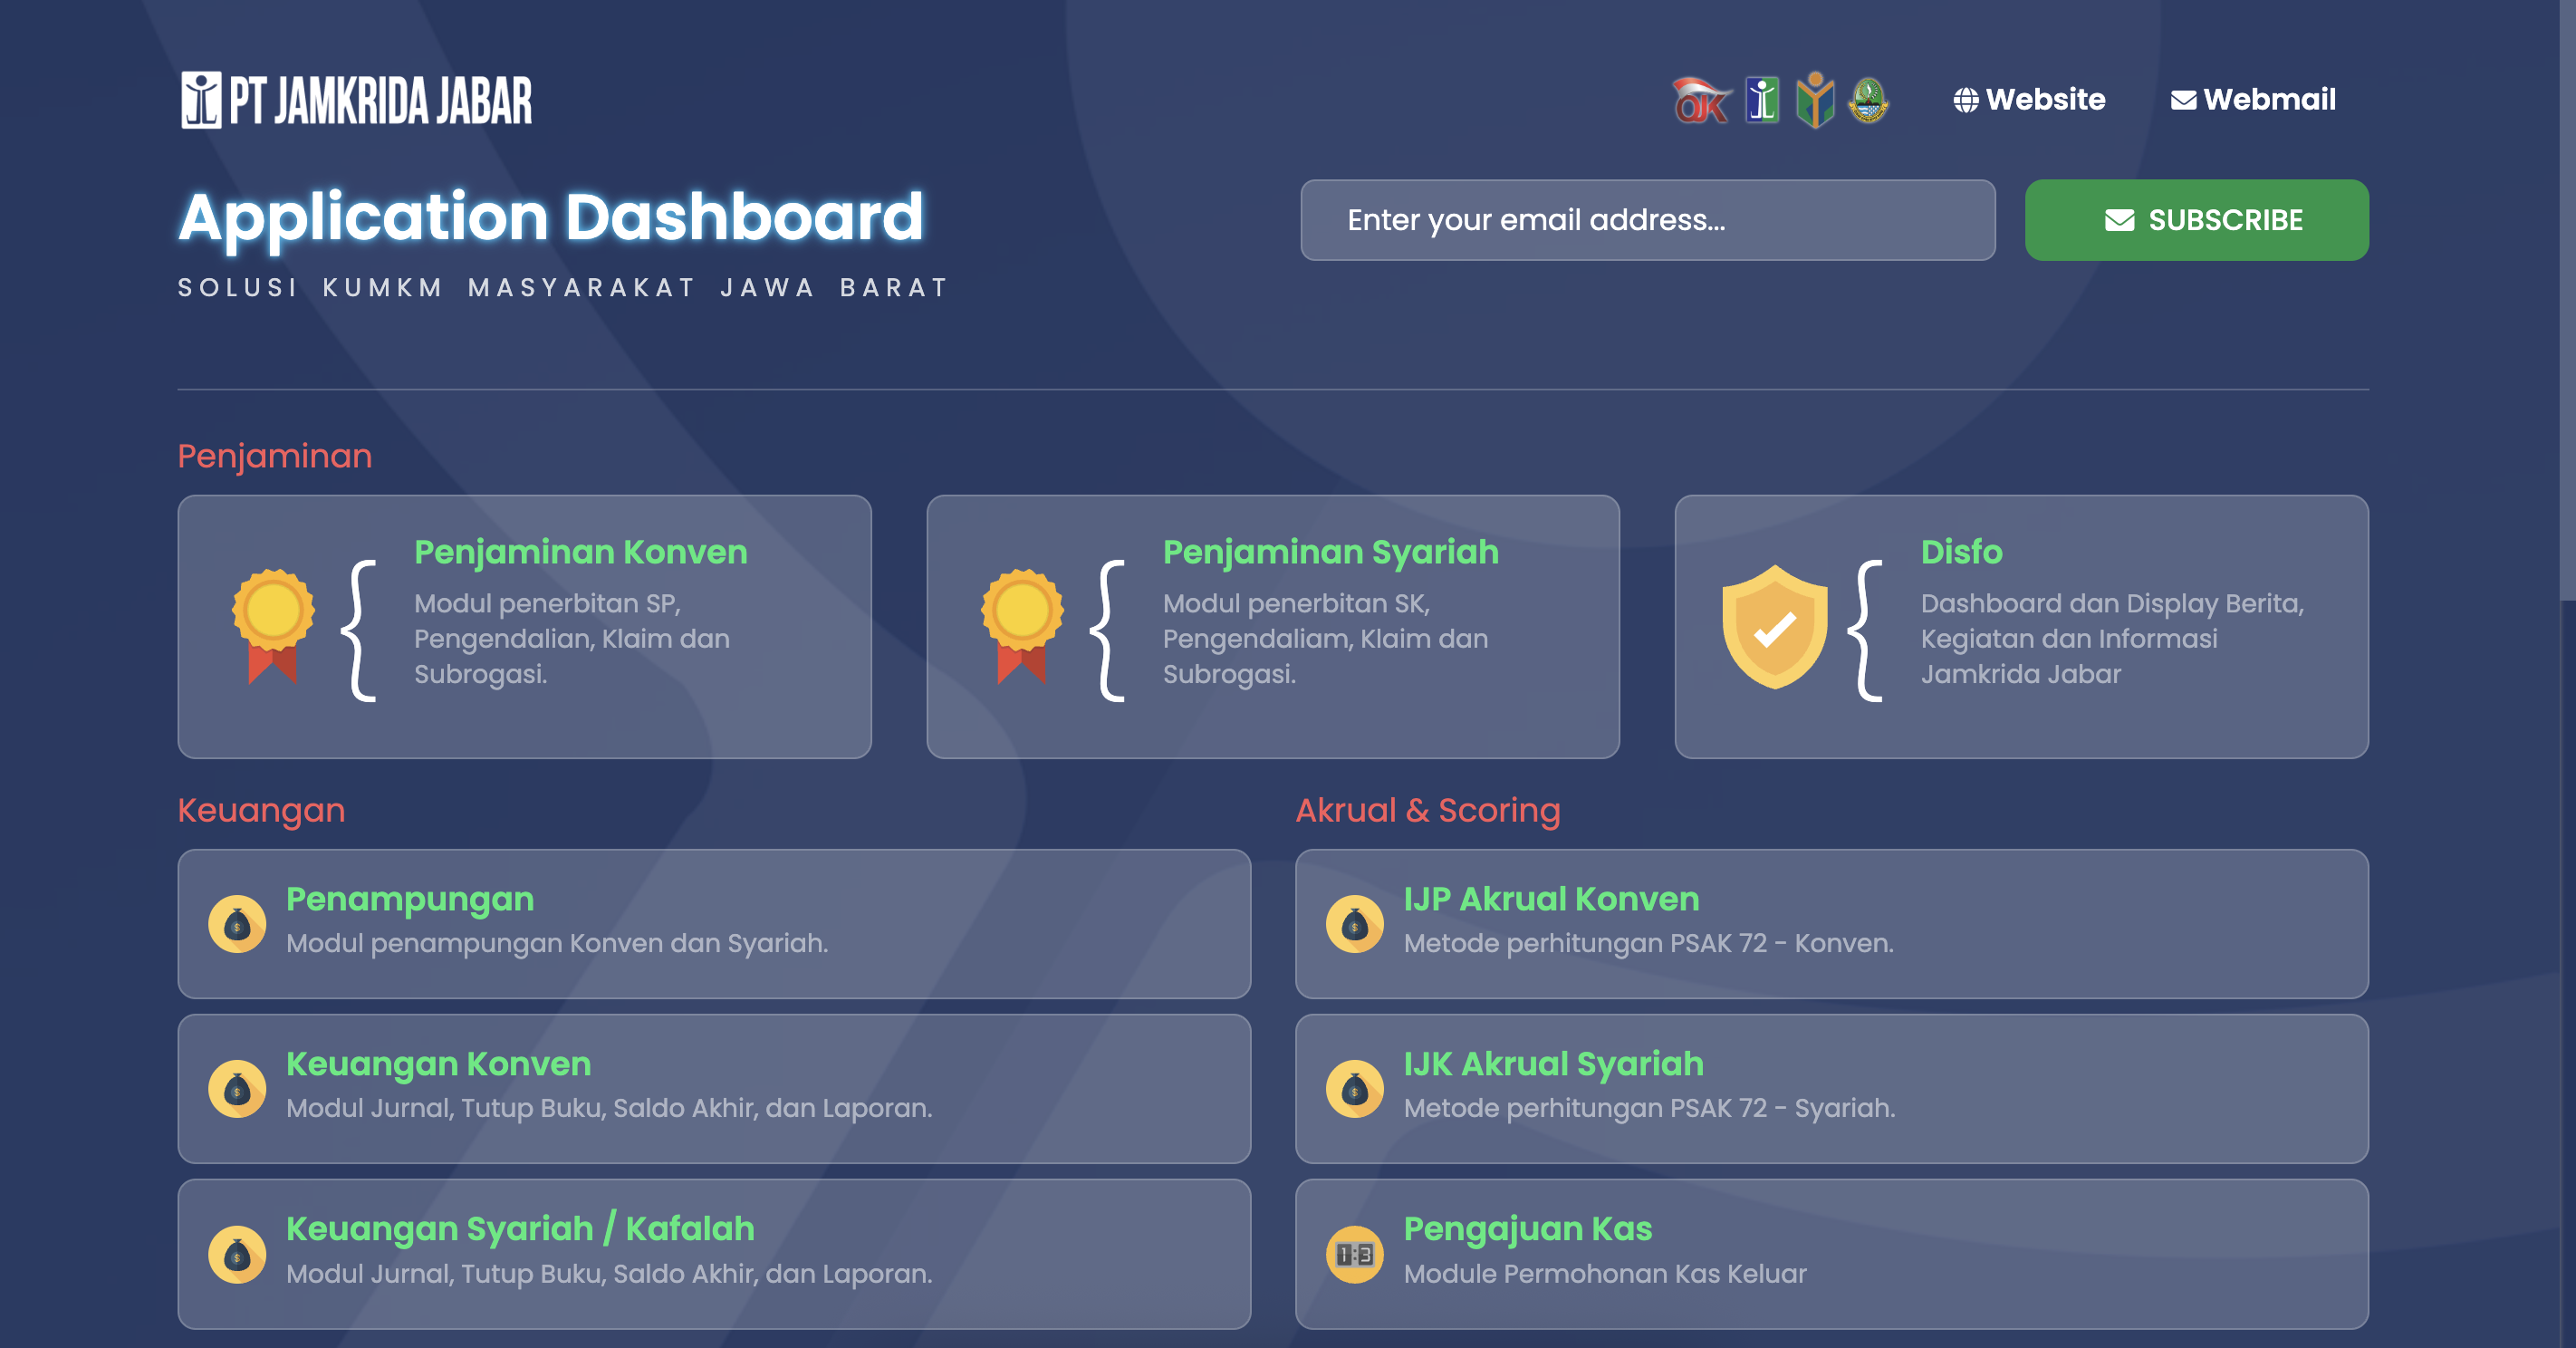 PT JAMKRIDA JABAR
OJK
Website
Webmail
Application Dashboard
SOLUSI KUMKM MASYARAKAT JAWA BARAT
Enter your email address...
SUBSCRIBE
Penjaminan
Penjaminan Konven
Modul penerbitan SP,
Pengendalian, Klaim dan
Subrogasi.
Penjaminan Syariah
Modul penerbitan SK,
Pengendaliam, Klaim dan
Subrogasi.
Disfo
Dashboard dan Display Berita,
Kegiatan dan Informasi
Jamkrida Jabar
Keuangan
Penampungan
Modul penampungan Konven dan Syariah.
Keuangan Konven
Modul Jurnal, Tutup Buku, Saldo Akhir, dan Laporan.
Keuangan Syariah / Kafalah
Modul Jurnal, Tutup Buku, Saldo Akhir, dan Laporan.
Akrual & Scoring
IJP Akrual Konven
Metode perhitungan PSAK 72 - Konven.
IJK Akrual Syariah
Metode perhitungan PSAK 72 - Syariah.
1:3
Pengajuan Kas
Module Permohonan Kas Keluar